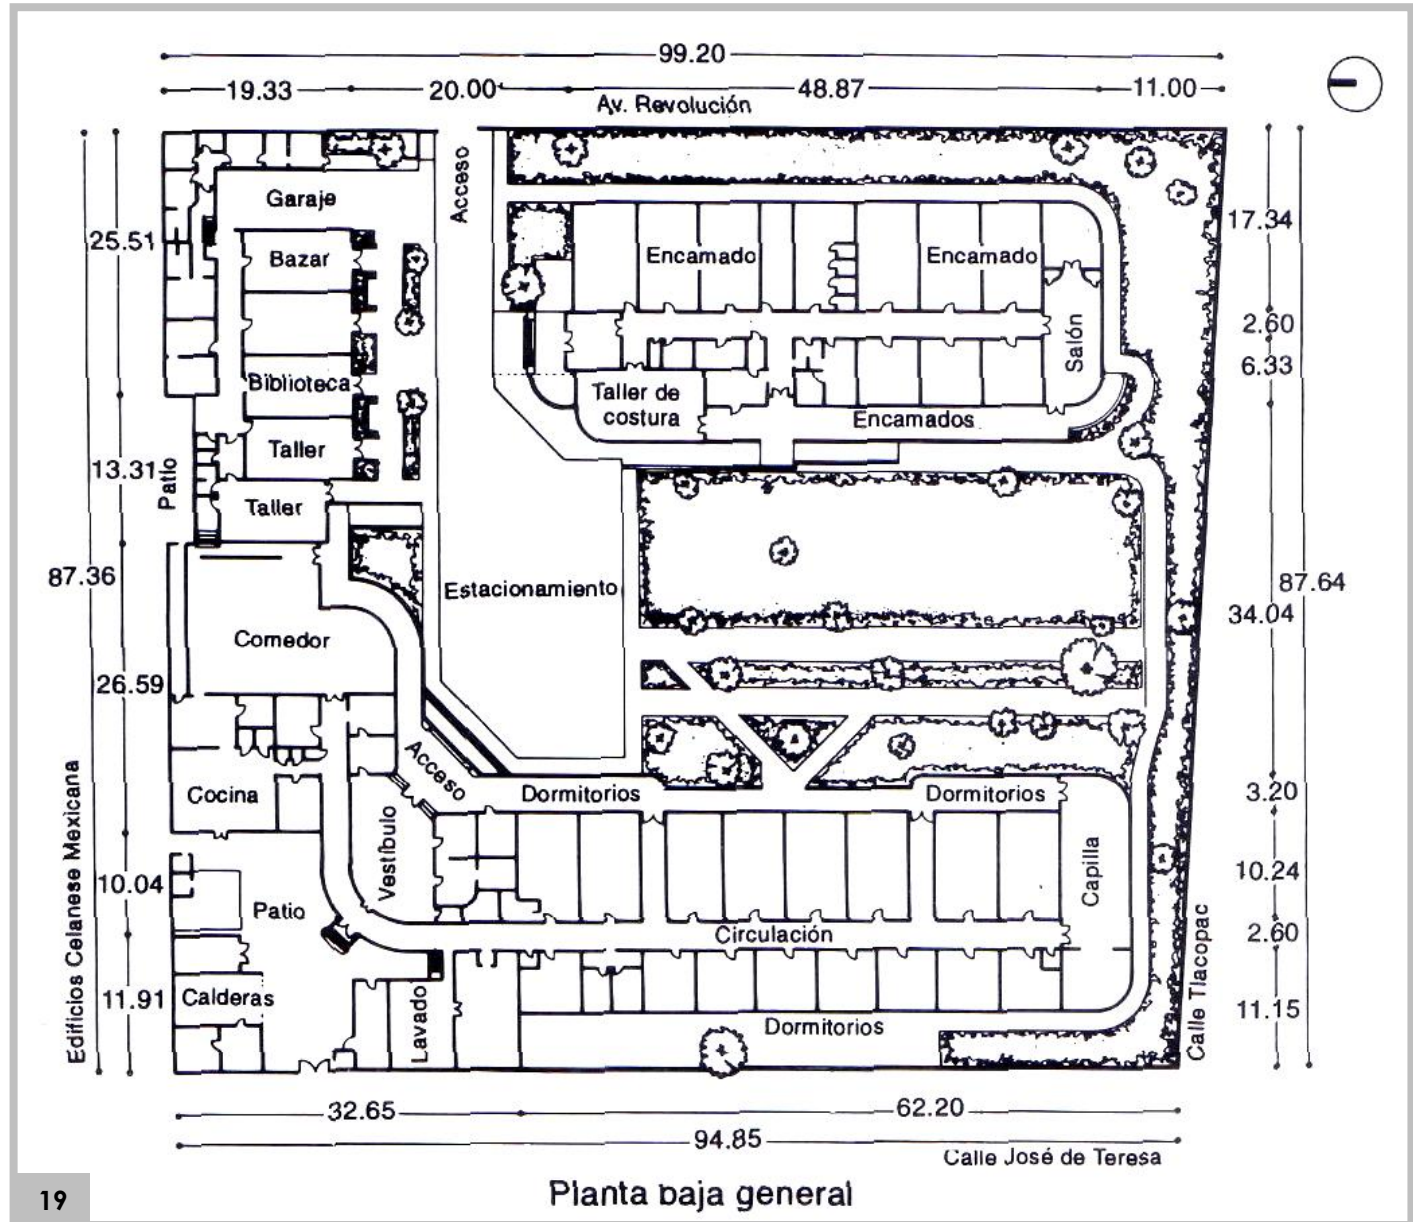 99.20
19.33
20.00
48.87
11.00
Av. Revolución
Acceso
Garaje
17.34
25.51
Bazar
Encamado
Encamado
2.60
Salón
6.33
Biblioteca
Taller de
costura
Encamados
Taller
13.31
Patio
Taller
87.36
Estacionamiento
87.64
34.04
Comedor
26.59
Acceso
Cocina
Dormitorios
Dormitorios
3.20
Edificios Celanese Mexicana
Vestíbulo
Capilla
10.24
10.04
Patio
Circulación
2.60
11.91
Calderas
Lavado
Dormitorios
Calle Tlacopac
11.15
32.65
62.20
94.85
Calle José de Teresa
Planta baja general
19